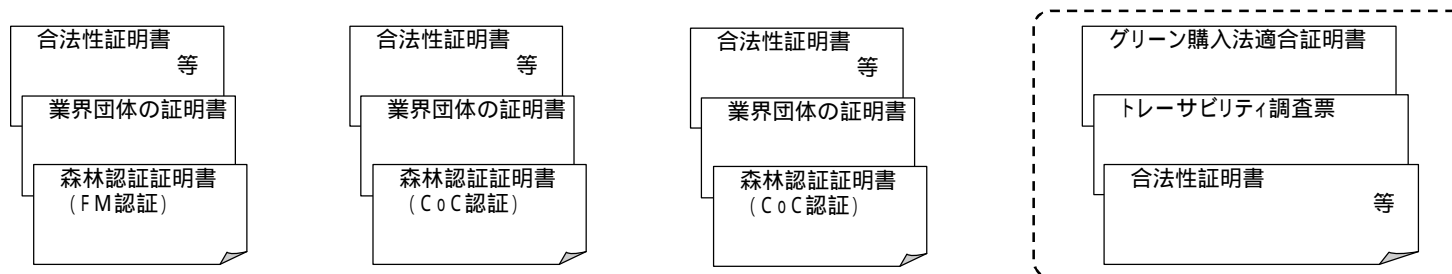 合法性証明書
等
業界団体の証明書
森林認証証明書
(FM認証)
合法性証明書
等
業界団体の証明書
森林認証証明書
(CoC認証)
合法性証明書
等
業界団体の証明書
森林認証証明書
(CoC認証)
グリーン購入法適合証明書
トレーサビリティ調査票
合法性証明書
等